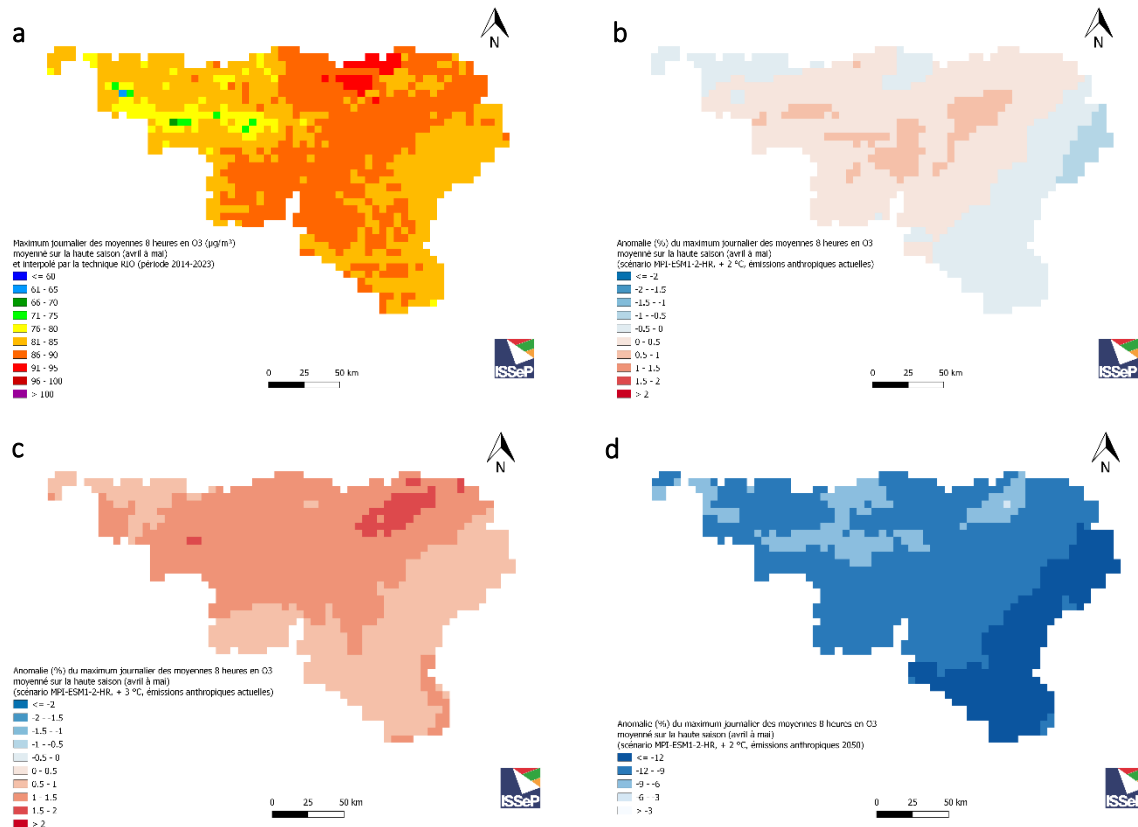 a
N
Maximum journalier des moyennes 8 heures en O3 (µg/m³)
moyenné sur la haute saison (avril à mai)
et interpolé par la technique RIO (période 2014-2023)
<= 60
61 - 65
66 - 70
71 - 75
76 - 80
81 - 85
86 - 90
91 - 95
96 - 100
> 100
0 25 50 km
ISSeP
b
N
Anomalie (%) du maximum journalier des moyennes 8 heures en O3
moyenné sur la haute saison (avril à mai)
(scénario MPI-ESM1-2-HR, + 2 °C, émissions anthropiques actuelles)
<= -2
-2 - -1.5
-1.5 - -1
-1 - -0.5
-0.5 - 0
0 - 0.5
0.5 - 1
1 - 1.5
1.5 - 2
> 2
0 25 50 km
ISSeP
c
N
Anomalie (%) du maximum journalier des moyennes 8 heures en O3
moyenné sur la haute saison (avril à mai)
(scénario MPI-ESM1-2-HR, + 3 °C, émissions anthropiques actuelles)
<= -2
-2 - -1.5
-1.5 - -1
-1 - -0.5
-0.5 - 0
0 - 0.5
0.5 - 1
1 - 1.5
1.5 - 2
> 2
0 25 50 km
ISSeP
d
N
Anomalie (%) du maximum journalier des moyennes 8 heures en O3
moyenné sur la haute saison (avril à mai)
(scénario MPI-ESM1-2-HR, + 2 °C, émissions anthropiques 2050)
<= -12
-12 - -9
-9 - -6
-6 - -3
> -3
0 25 50 km
ISSeP